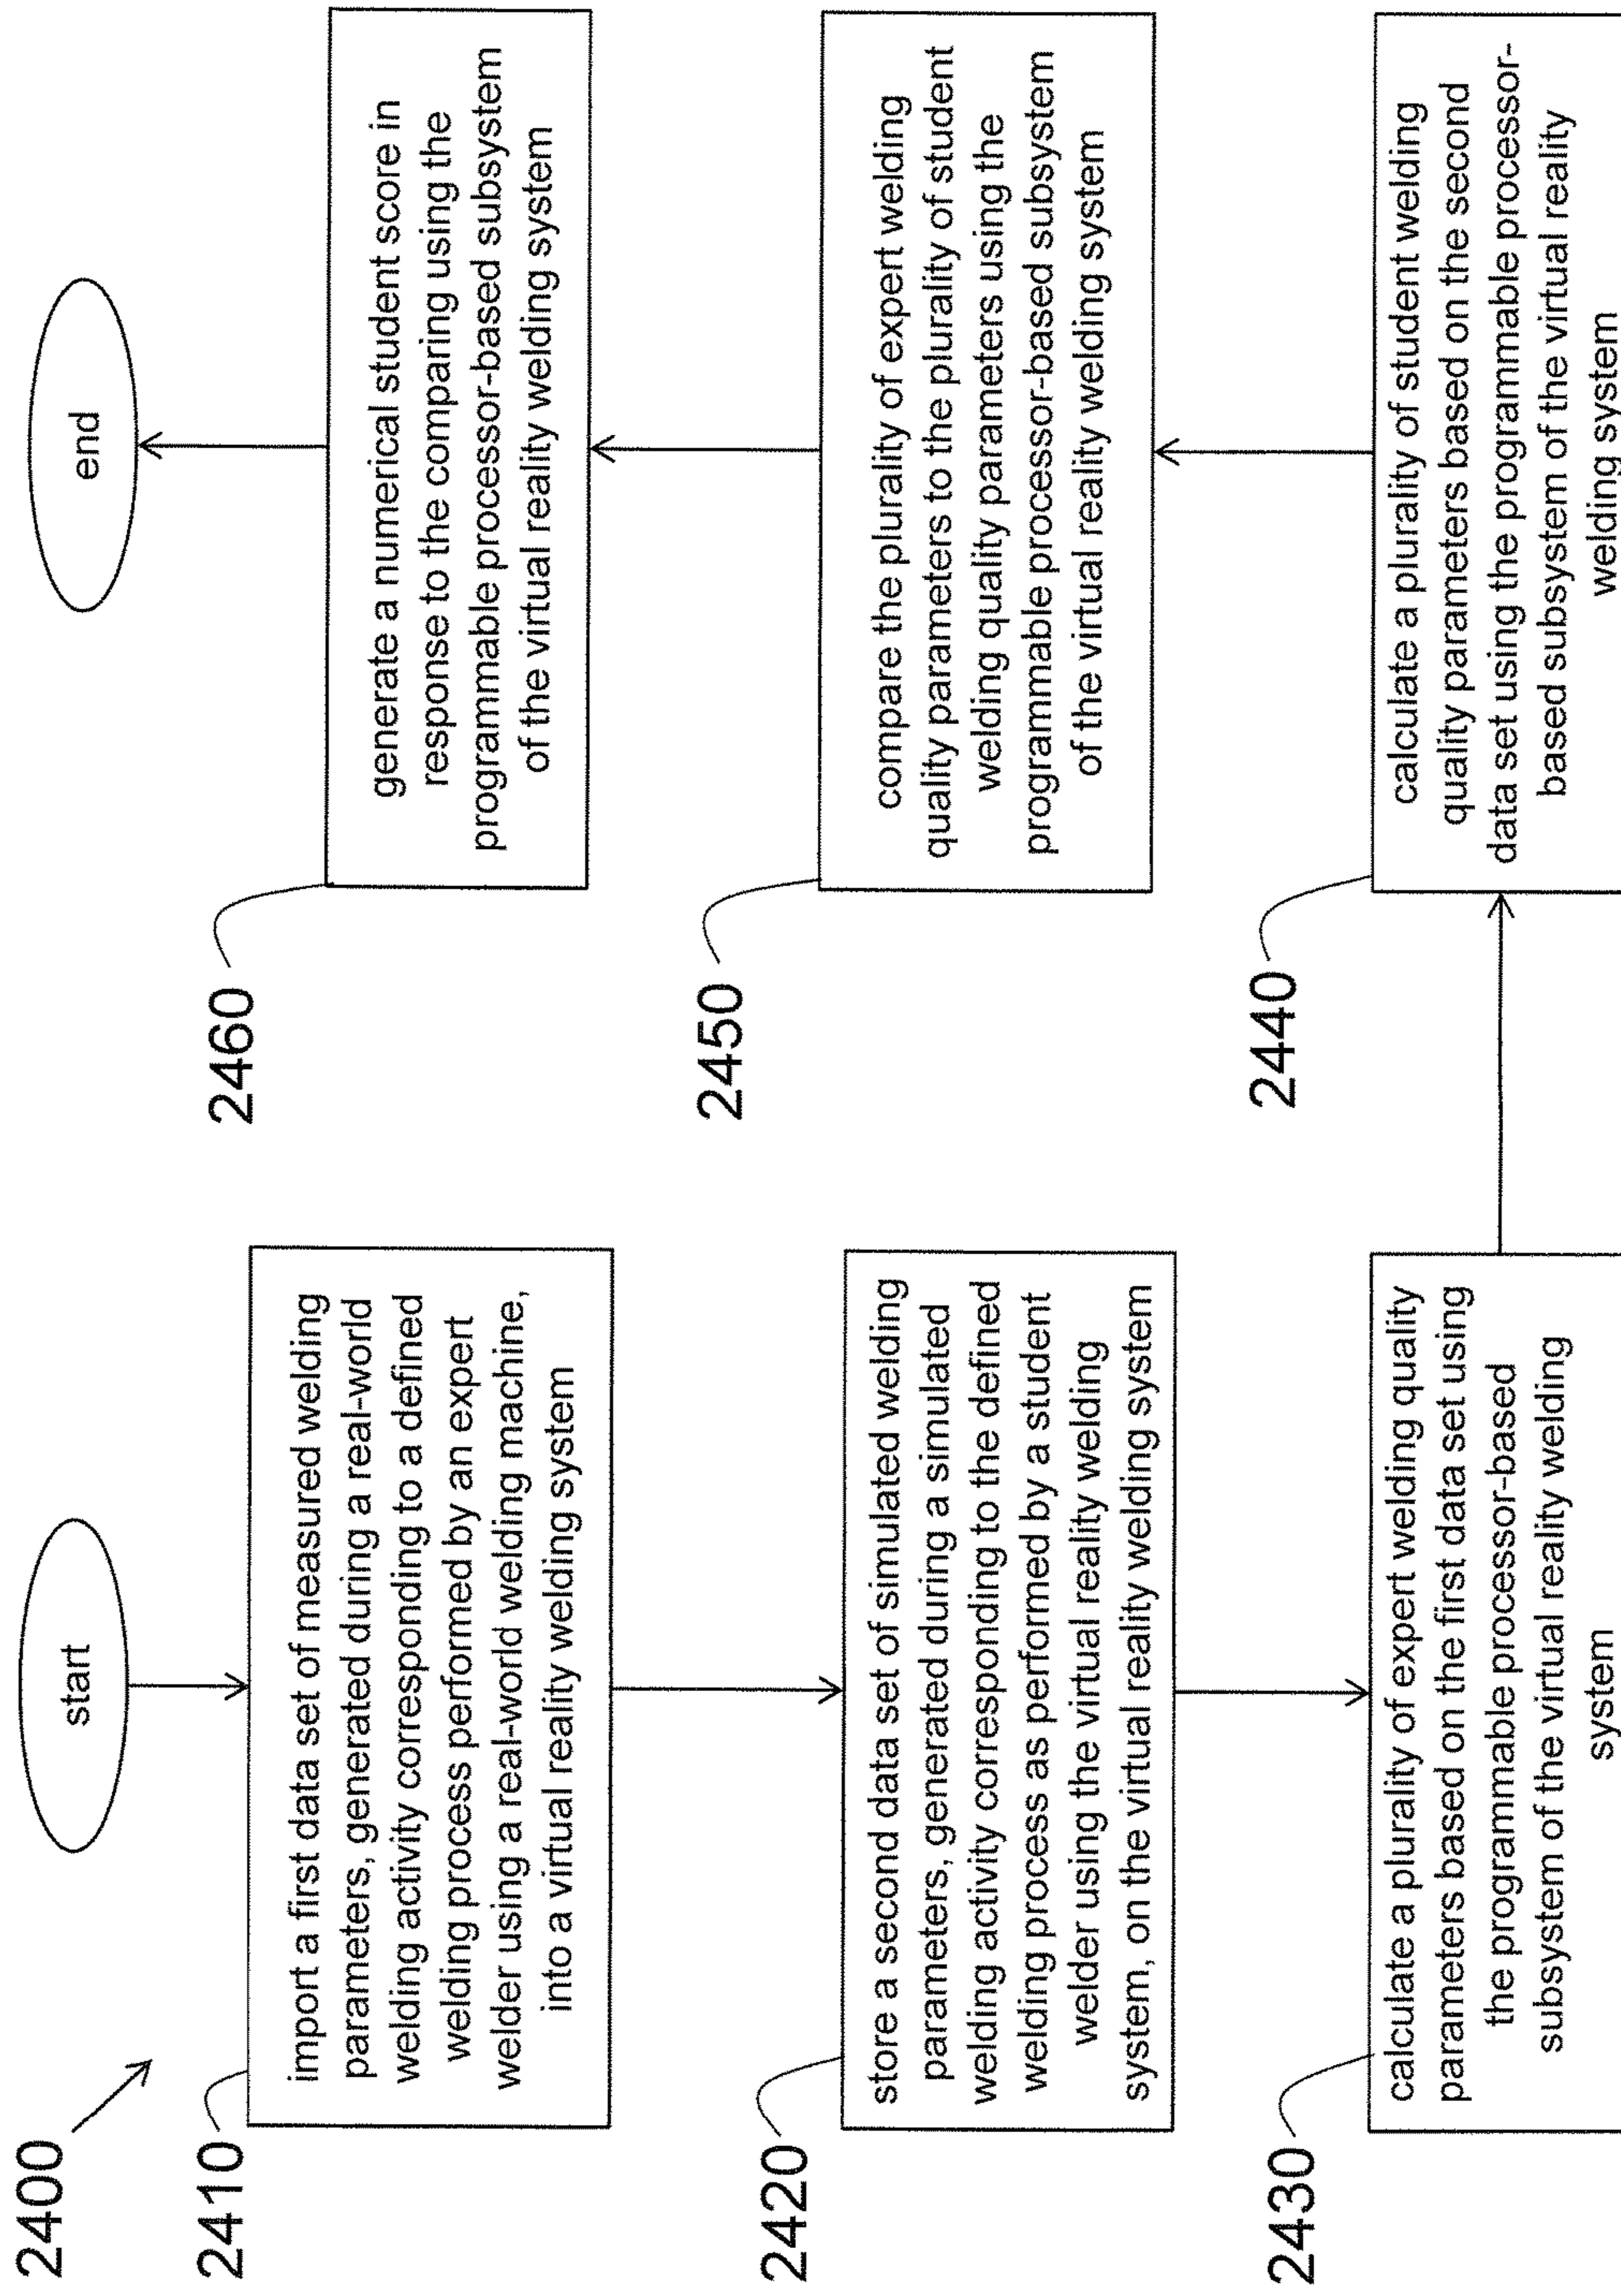 2400
start
2410
import a first data set of measured welding
parameters, generated during a real-world
welding activity corresponding to a defined
welding process performed by an expert
welder using a real-world welding machine,
into a virtual reality welding system
2420
store a second data set of simulated welding
parameters, generated during a simulated
welding activity corresponding to the defined
welding process as performed by a student
welder using the virtual reality welding
system, on the virtual reality welding system
2430
calculate a plurality of expert welding quality
parameters based on the first data set using
the programmable processor-based
subsystem of the virtual reality welding
system
2440
calculate a plurality of student welding
quality parameters based on the second
data set using the programmable processor-
based subsystem of the virtual reality
welding system
2450
compare the plurality of expert welding
quality parameters to the plurality of student
welding quality parameters using the
programmable processor-based subsystem
of the virtual reality welding system
2460
generate a numerical student score in
response to the comparing using the
programmable processor-based subsystem
of the virtual reality welding system
end